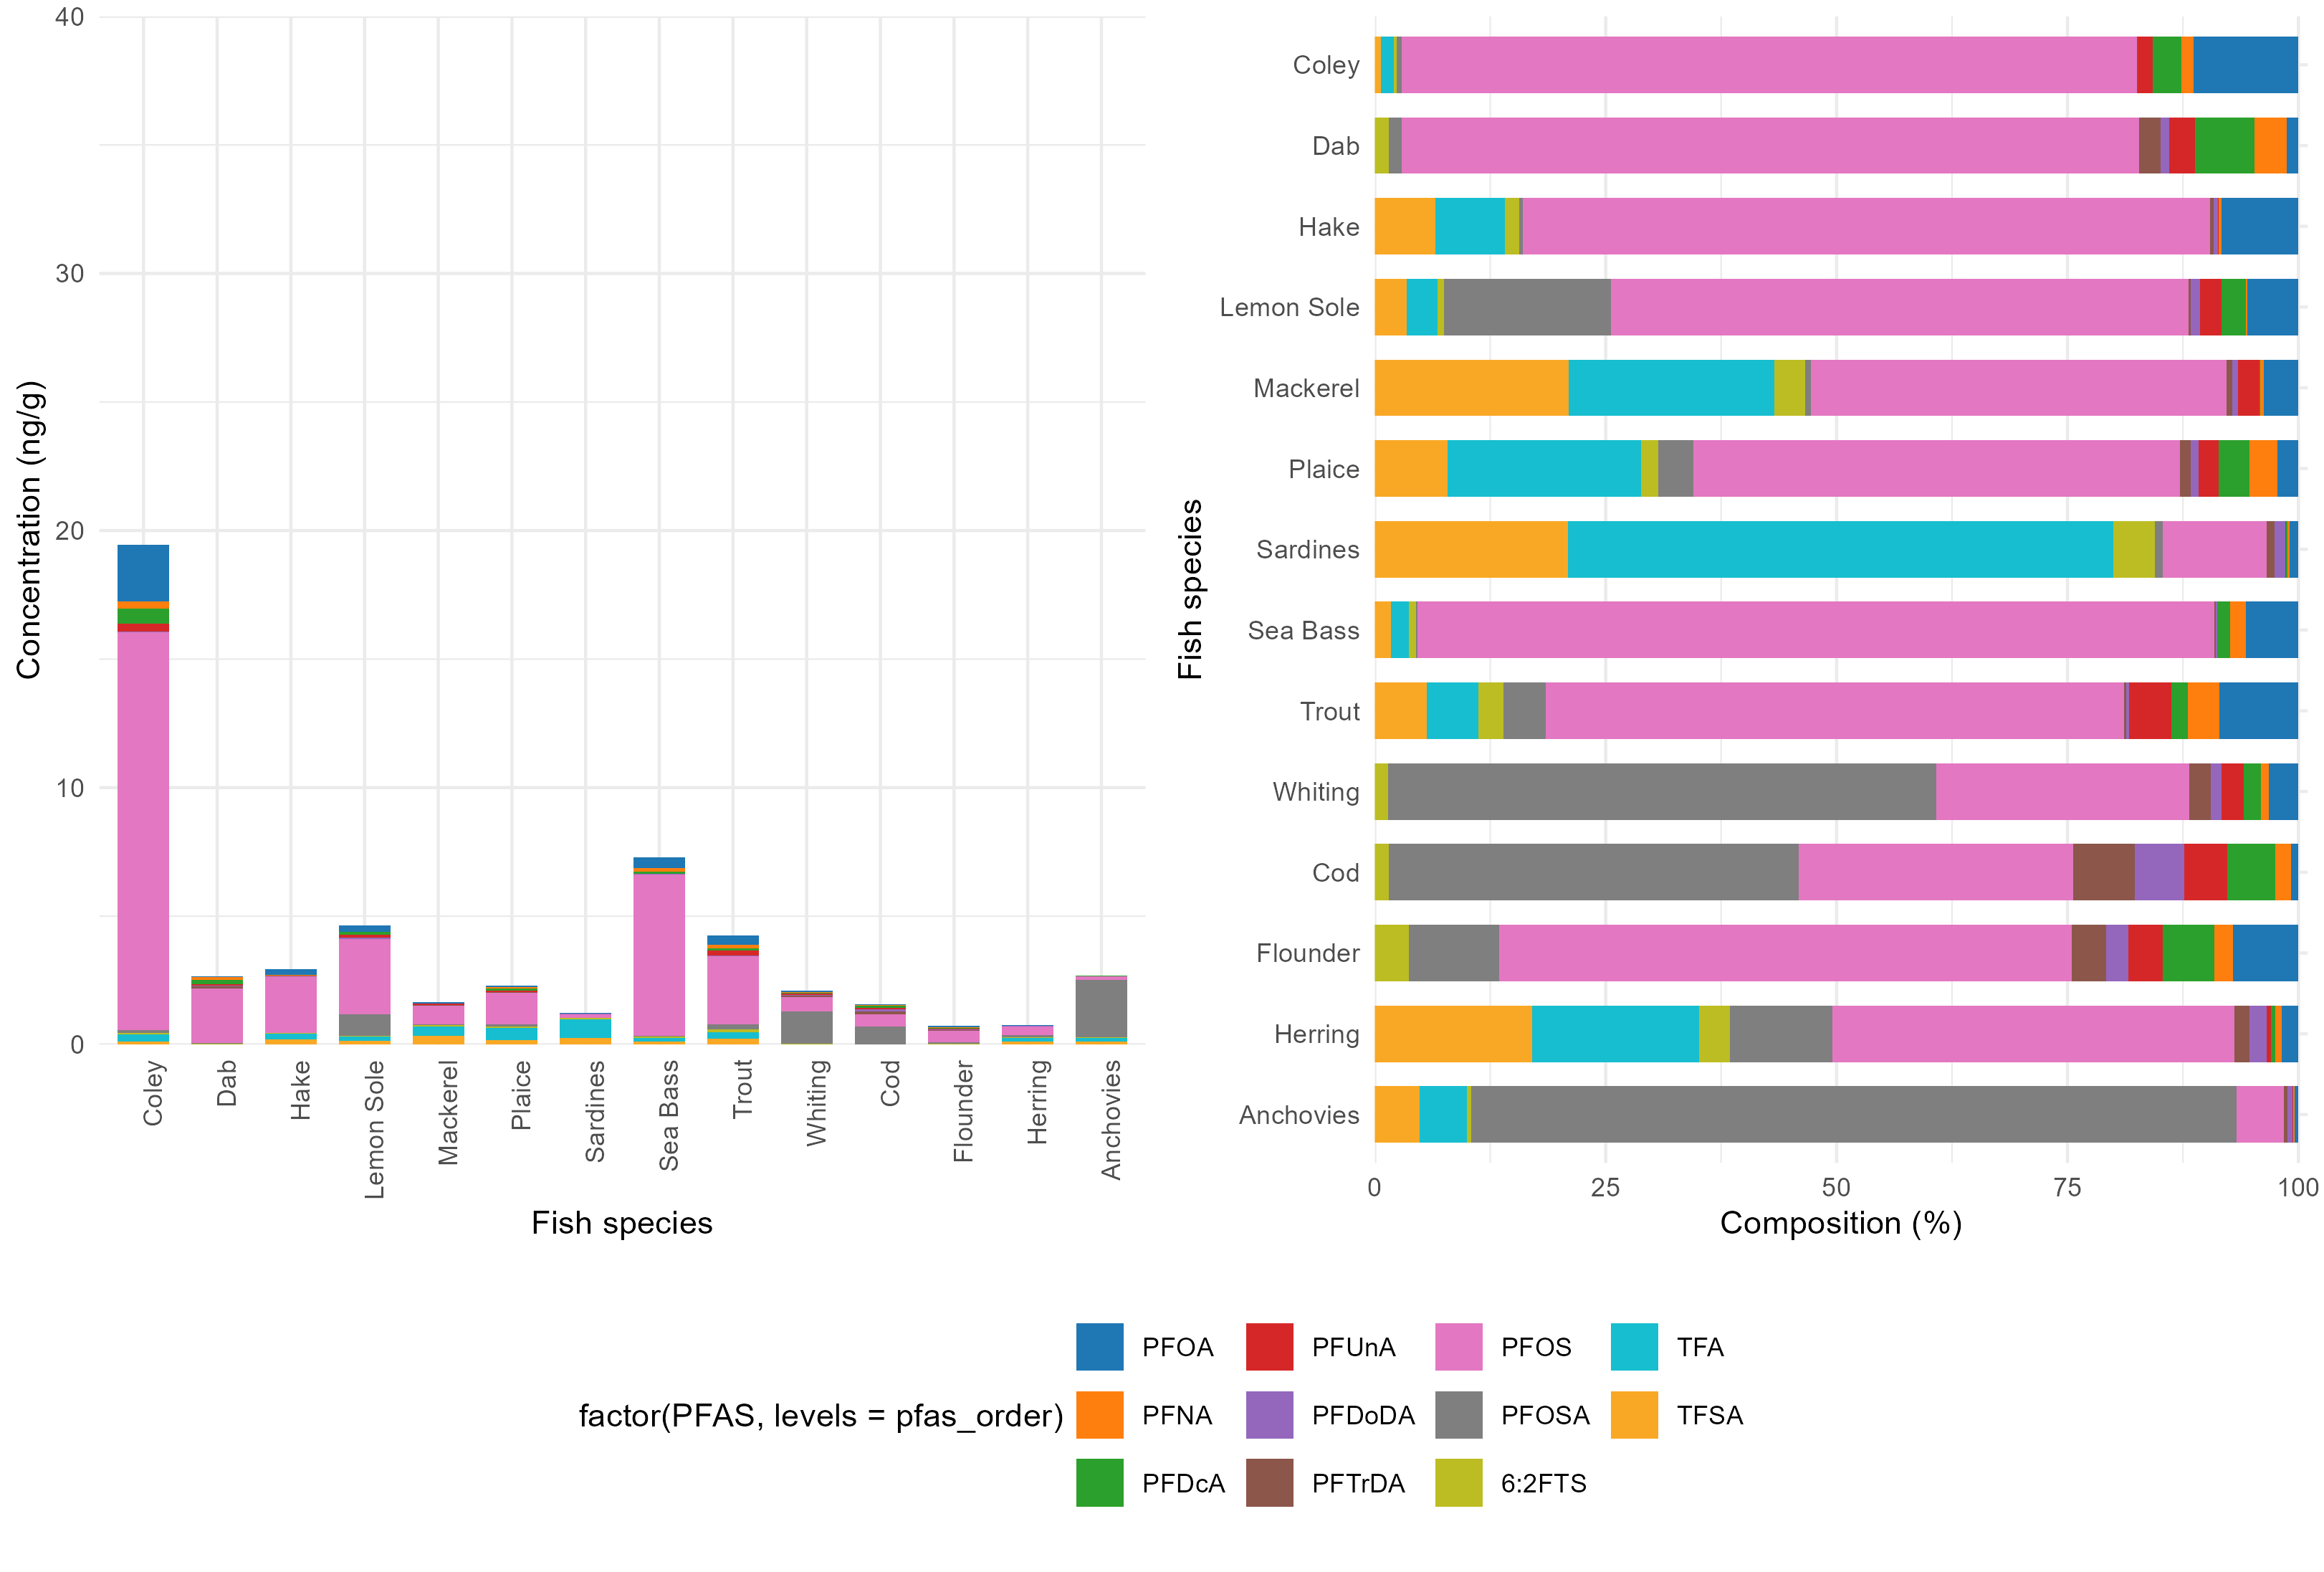 40
30
20
10
0
Concentration (ng/g)
Coley
Dab
Hake
Lemon Sole
Mackerel
Plaice
Sardines
Sea Bass
Trout
Whiting
Cod
Flounder
Herring
Anchovies
Fish species
Fish species
Coley
Dab
Hake
Lemon Sole
Mackerel
Plaice
Sardines
Sea Bass
Trout
Whiting
Cod
Flounder
Herring
Anchovies
0 25 50 75 100
Composition (%)
factor(PFAS, levels = pfas_order)
PFOA PFUnA PFOS TFA
PFNA PFDoDA PFOSA TFSA
PFDcA PFTrDA 6:2FTS